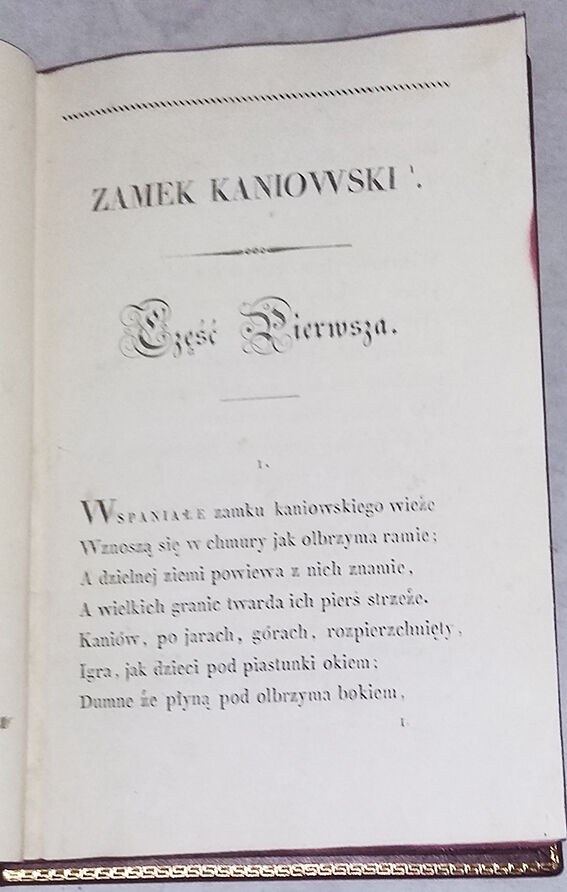 ZAMEK KANIOWSKI ¹.
Część Pierwsza.
I.
WSPANIAŁE zamku kaniowskiego wieże
Wznoszą się w chmury jak olbrzyma ramie;
A dzielnej ziemi powiewa z nich znamie,
A wielkich granic twarda ich pierś strzeże.
Kaniów, po jarach, górach, rozpierzchnięty,
Igra, jak dzieci pod piastunki okiem;
Dumne że płyną pod olbrzyma bokiem,
I.